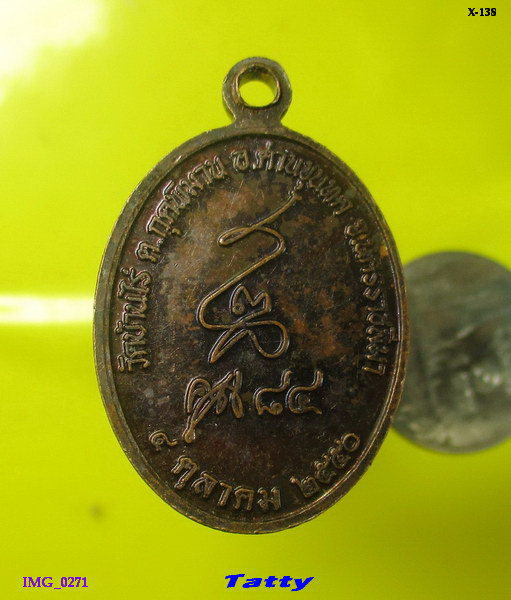 X-138
วัดบ้านไร่ ต.กุดพิมาน อ.ด่านขุนทด จ.นครราชสีมา
๘๔
๔ ตุลาคม ๒๕๕๐
IMG_0271
Tatty